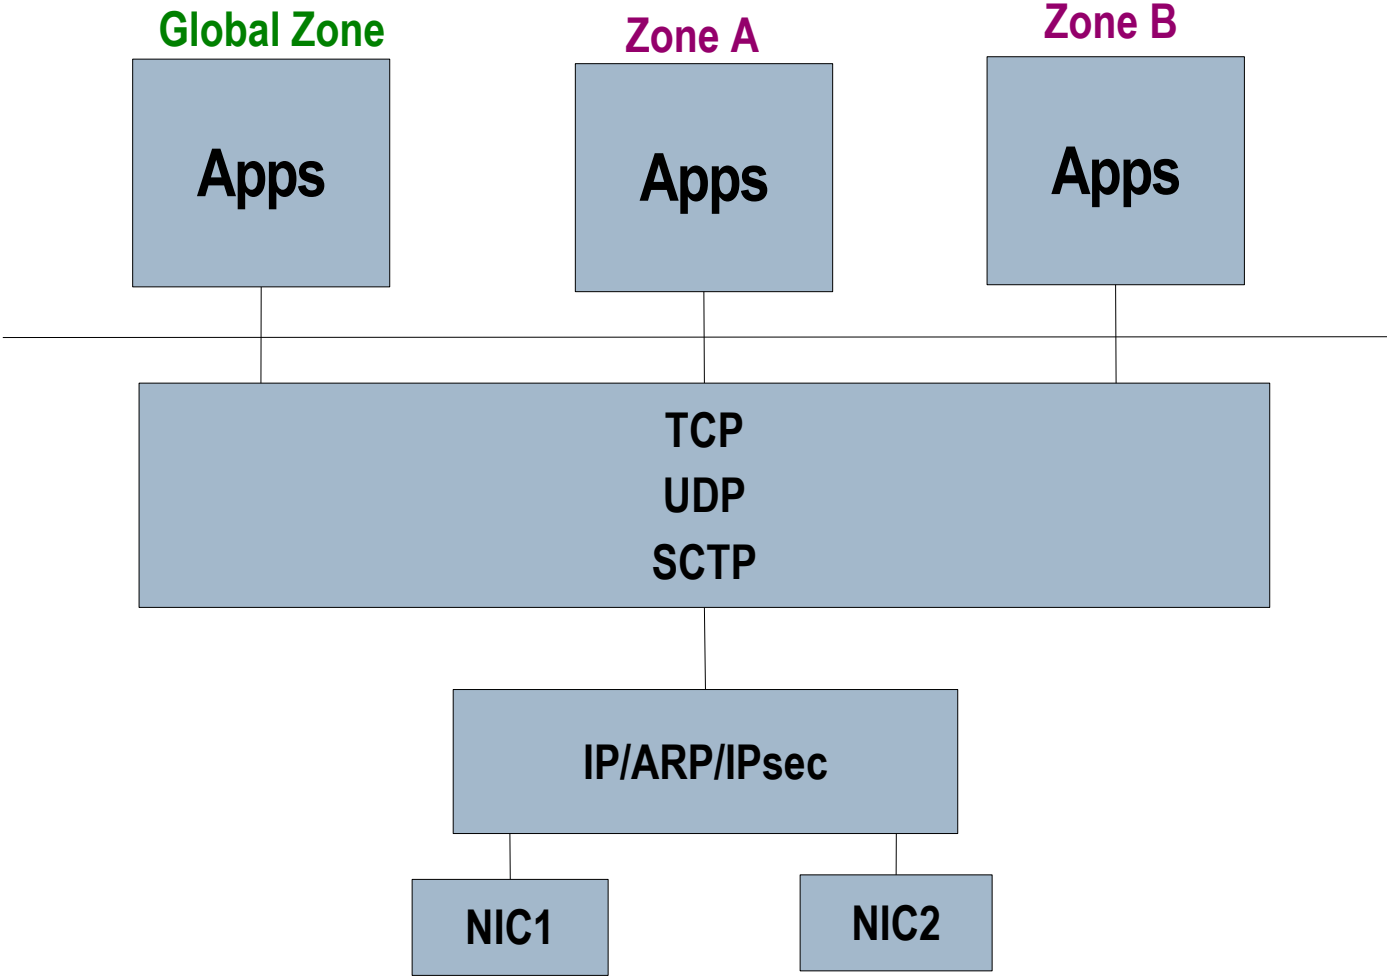 Global Zone
Zone A
Zone B
Apps
Apps
Apps
TCP
UDP
SCTP
IP/ARP/IPsec
NIC1
NIC2